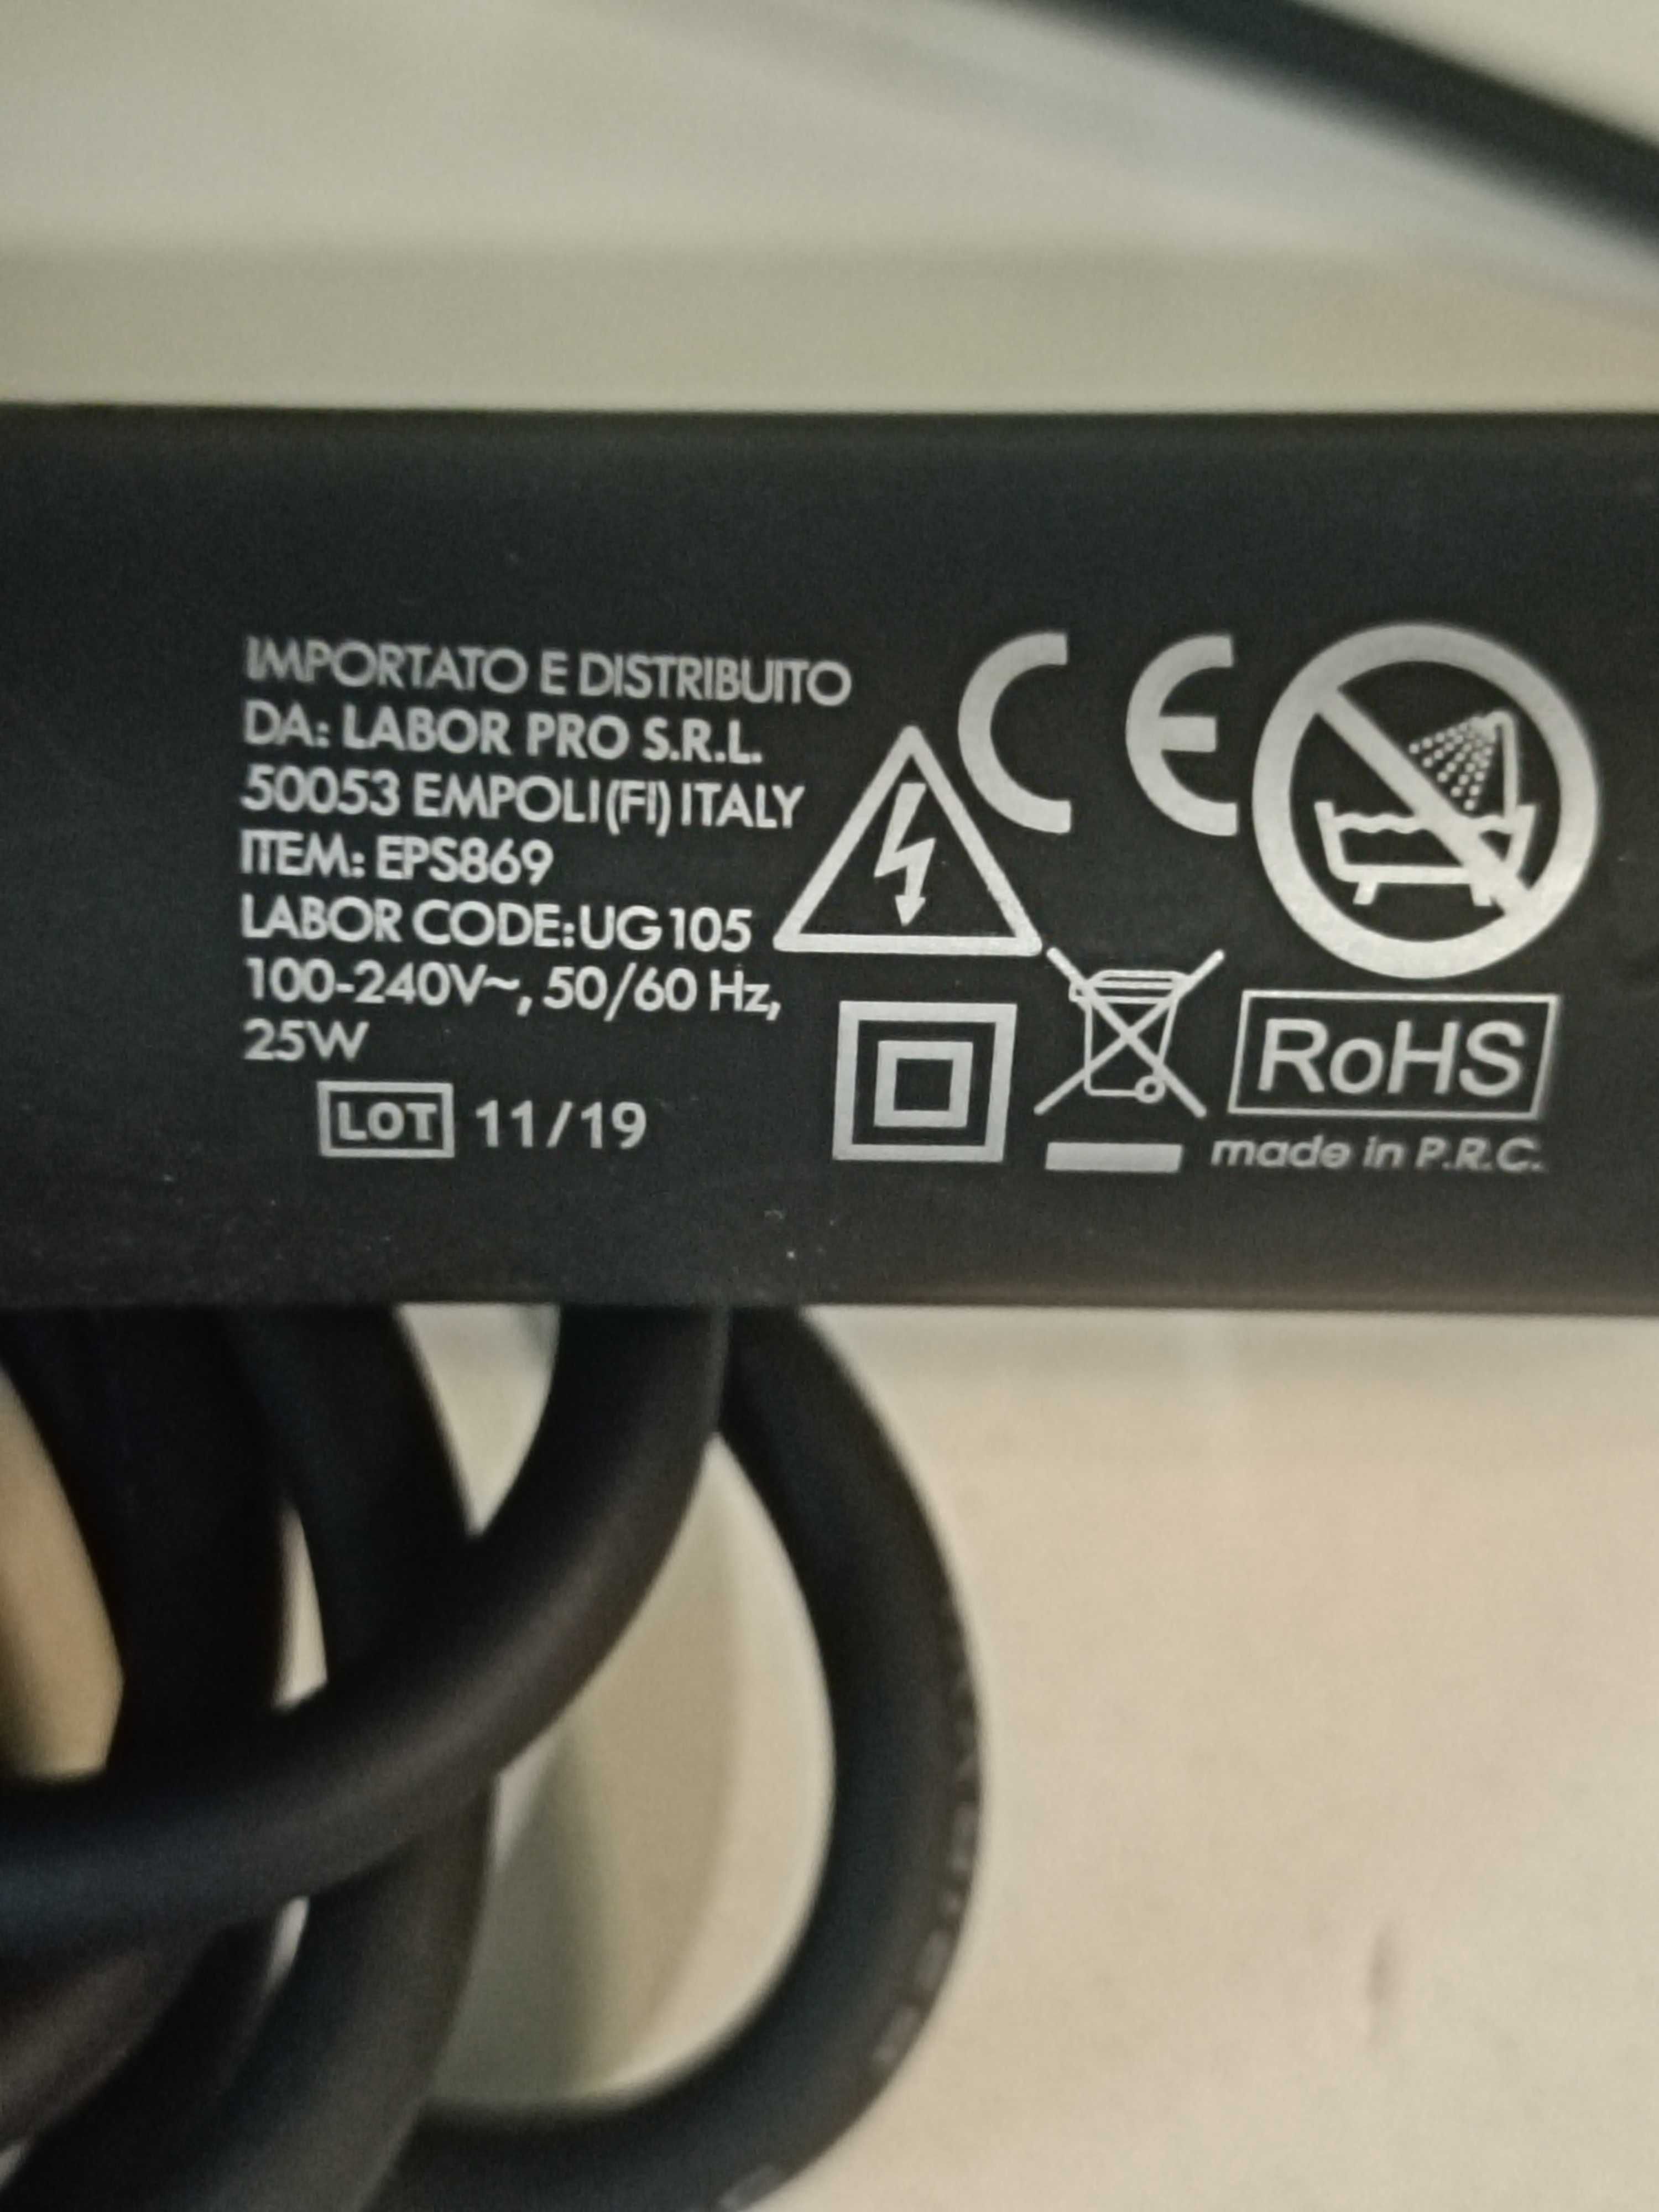 IMPORTATO E DISTRIBUITO
DA: LABOR PRO S.R.L.
50053 EMPOLI(FI) ITALY
ITEM: EPS869
LABOR CODE:UG105
100-240V~, 50/60 Hz,
25W
LOT 11/19
CE
RoHS
made in P.R.C.